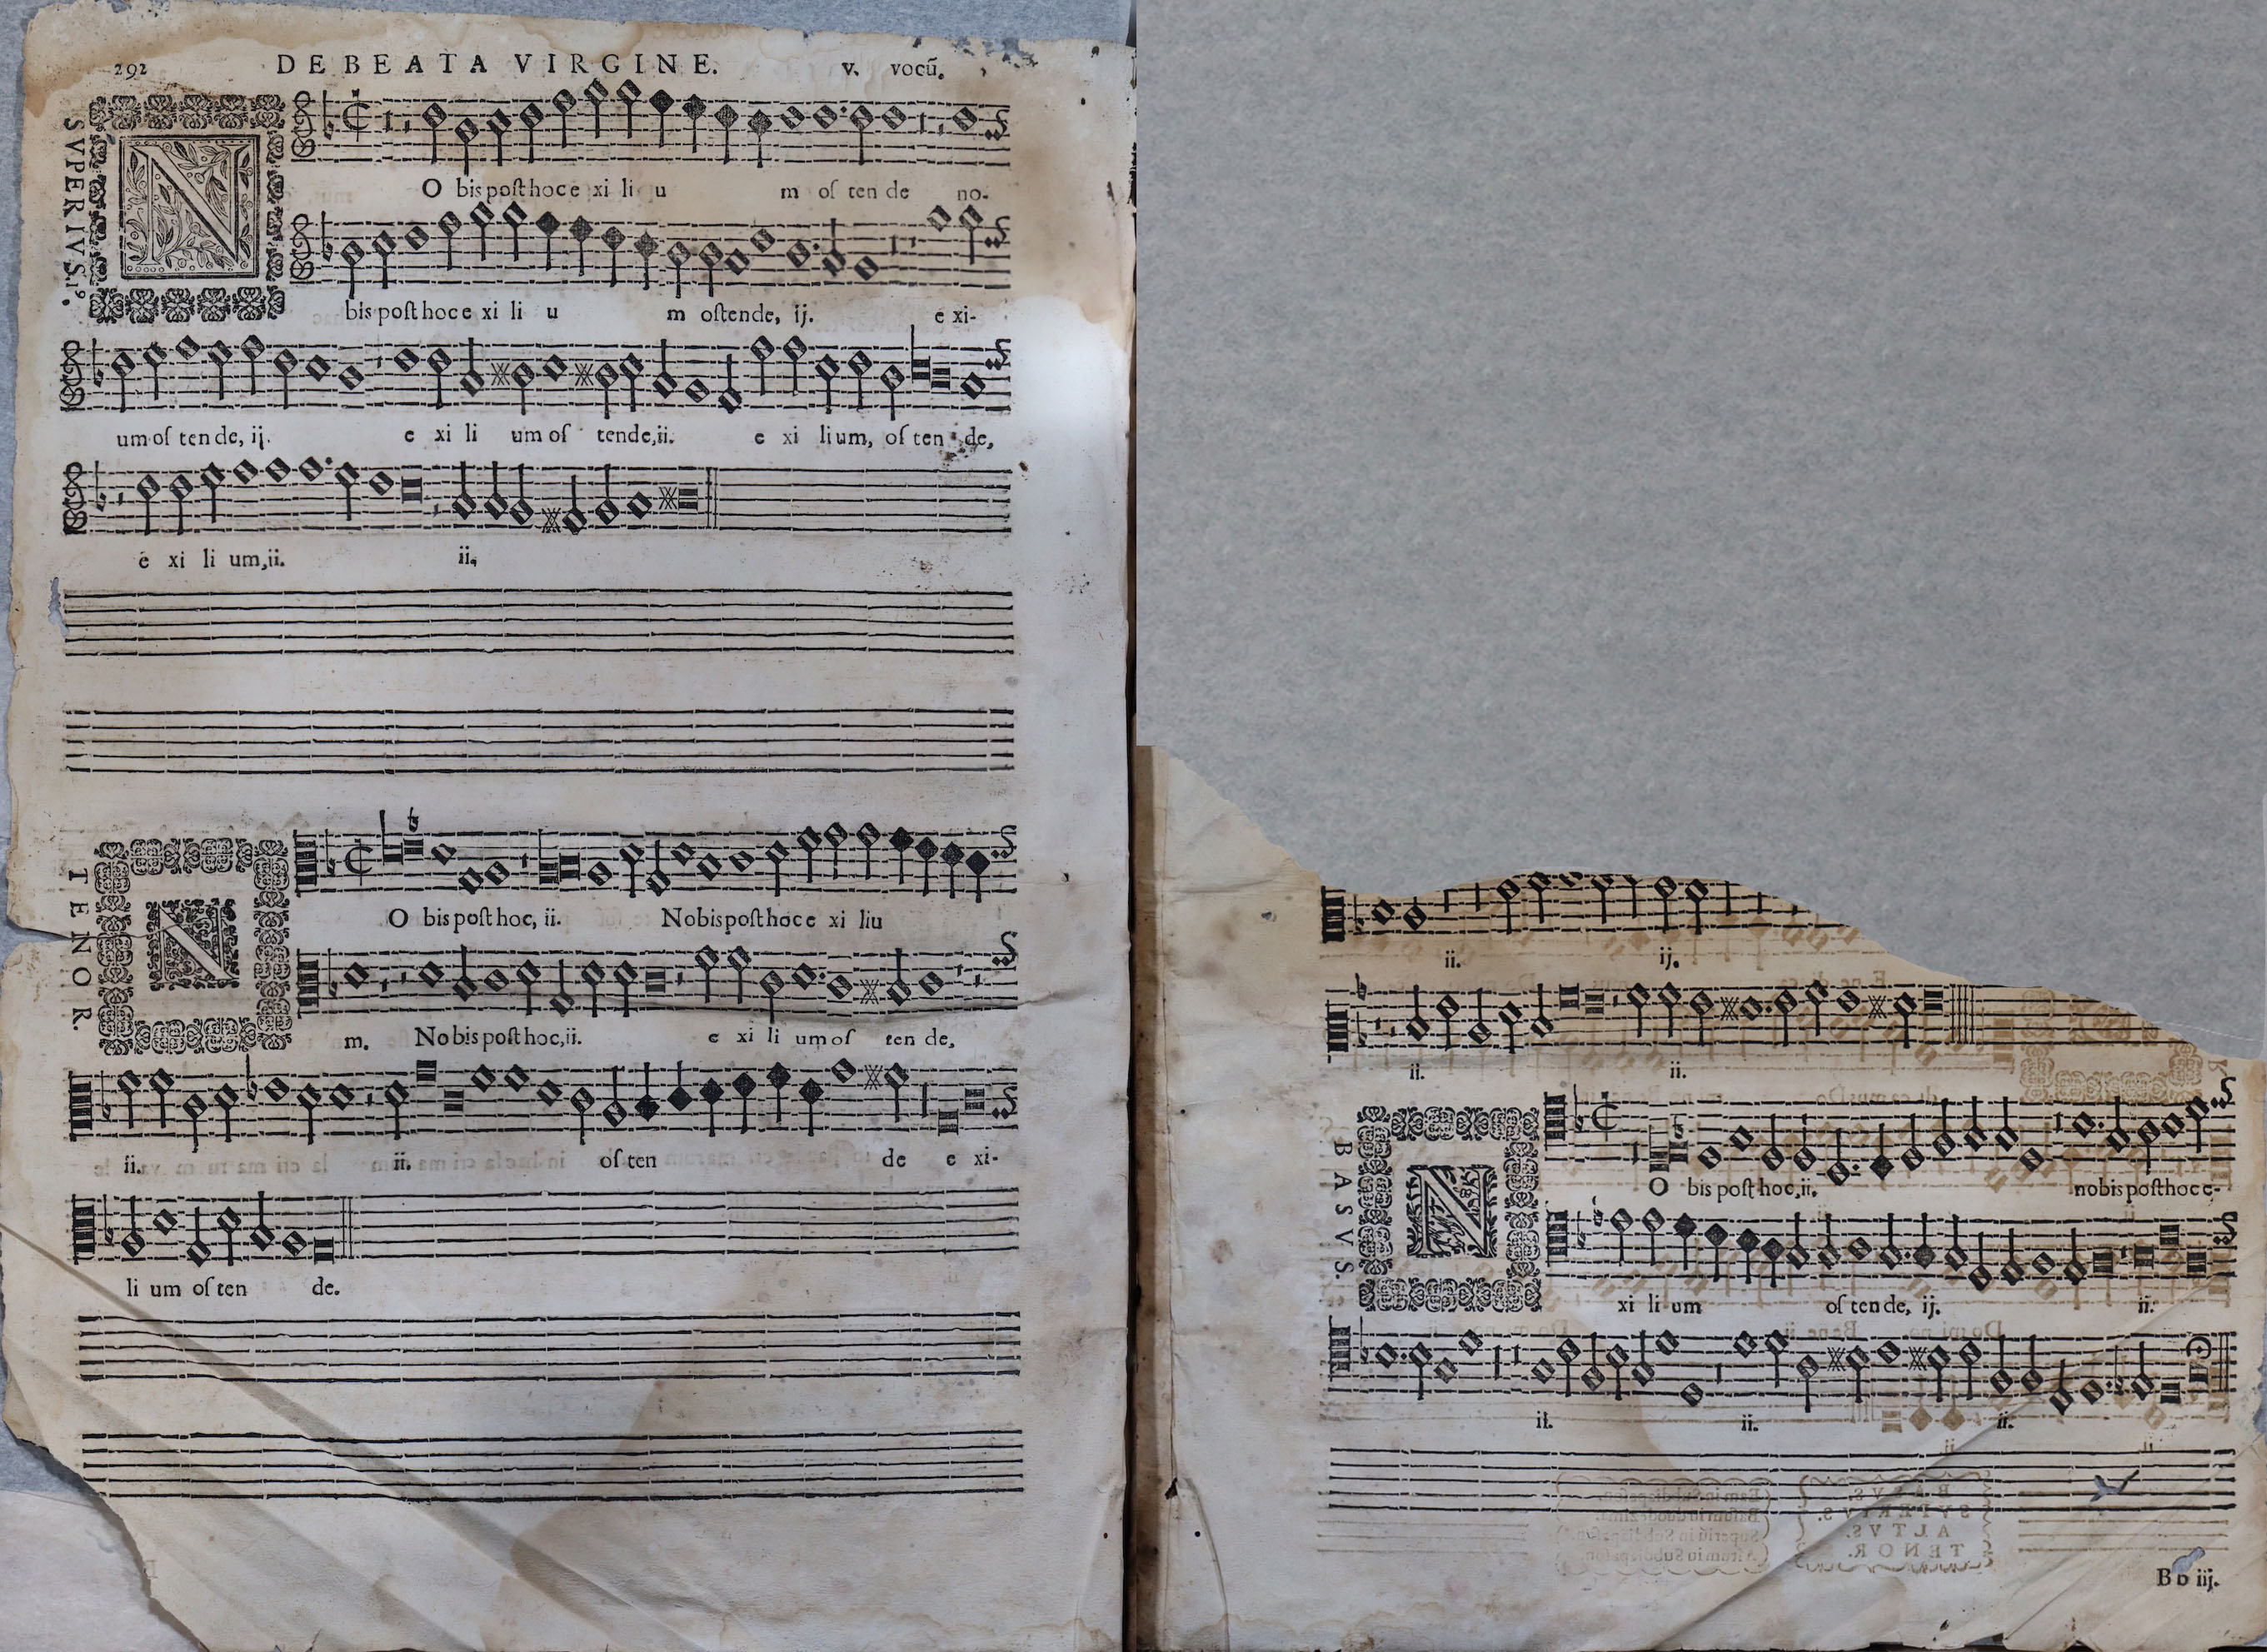 292 DE BEATA VIRGINE. v. vocū.
SVPERIVS. 1⁹.
N
O bis post hoc e xi li u m os ten de no-
bis post hoc e xi li u m ostende, ij. e xi-
um os ten de, ij. e xi li um os tende, ii. e xi lium, os ten de,
e xi li um, ii. ii.
TENOR.
N
O bis post hoc, ii. Nobis post hoc e xi liu
m. Nobis post hoc, ii. e xi li um os ten de,
ii. ii. os ten de e xi-
li um os ten de.
ii. ij.
ii. ii.
BASVS.
N
O bis post hoc, ii. nobis post hoc e-
xi li um os ten de, ij. ii.
ii. ii. ii.
Bb iij.